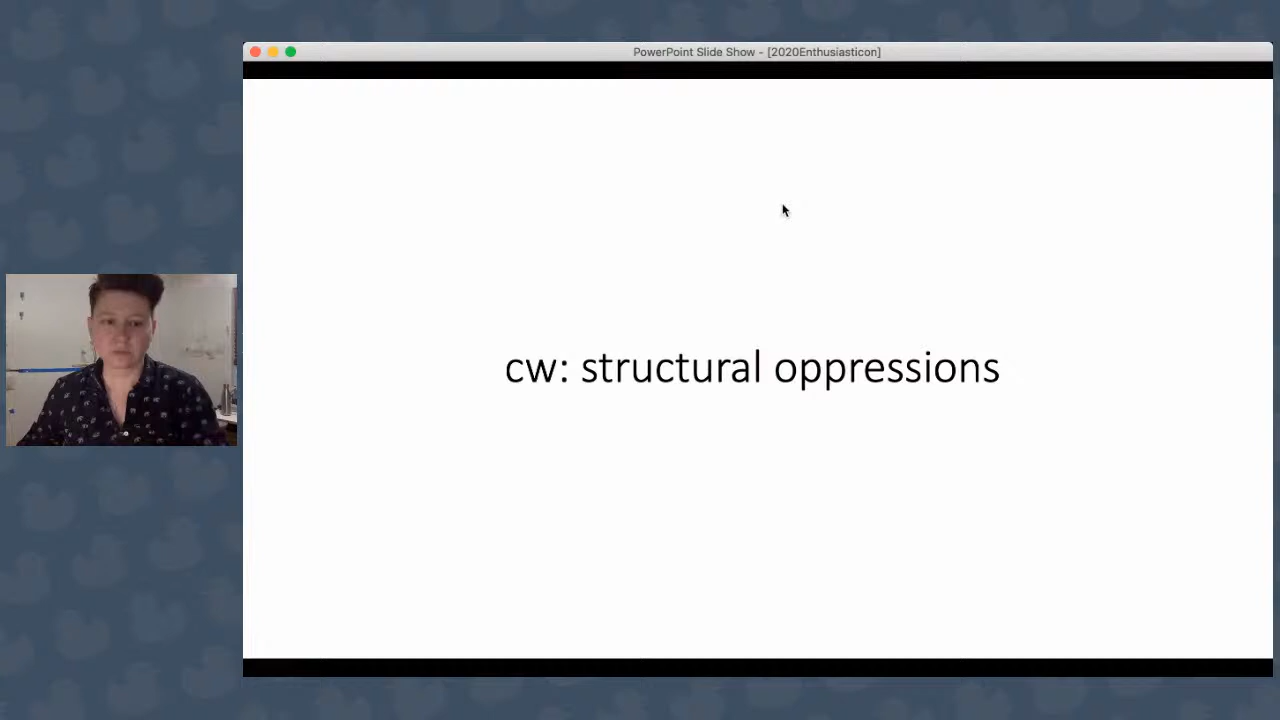 PowerPoint Slide Show - [2020Enthusiasticon]
cw: structural oppressions